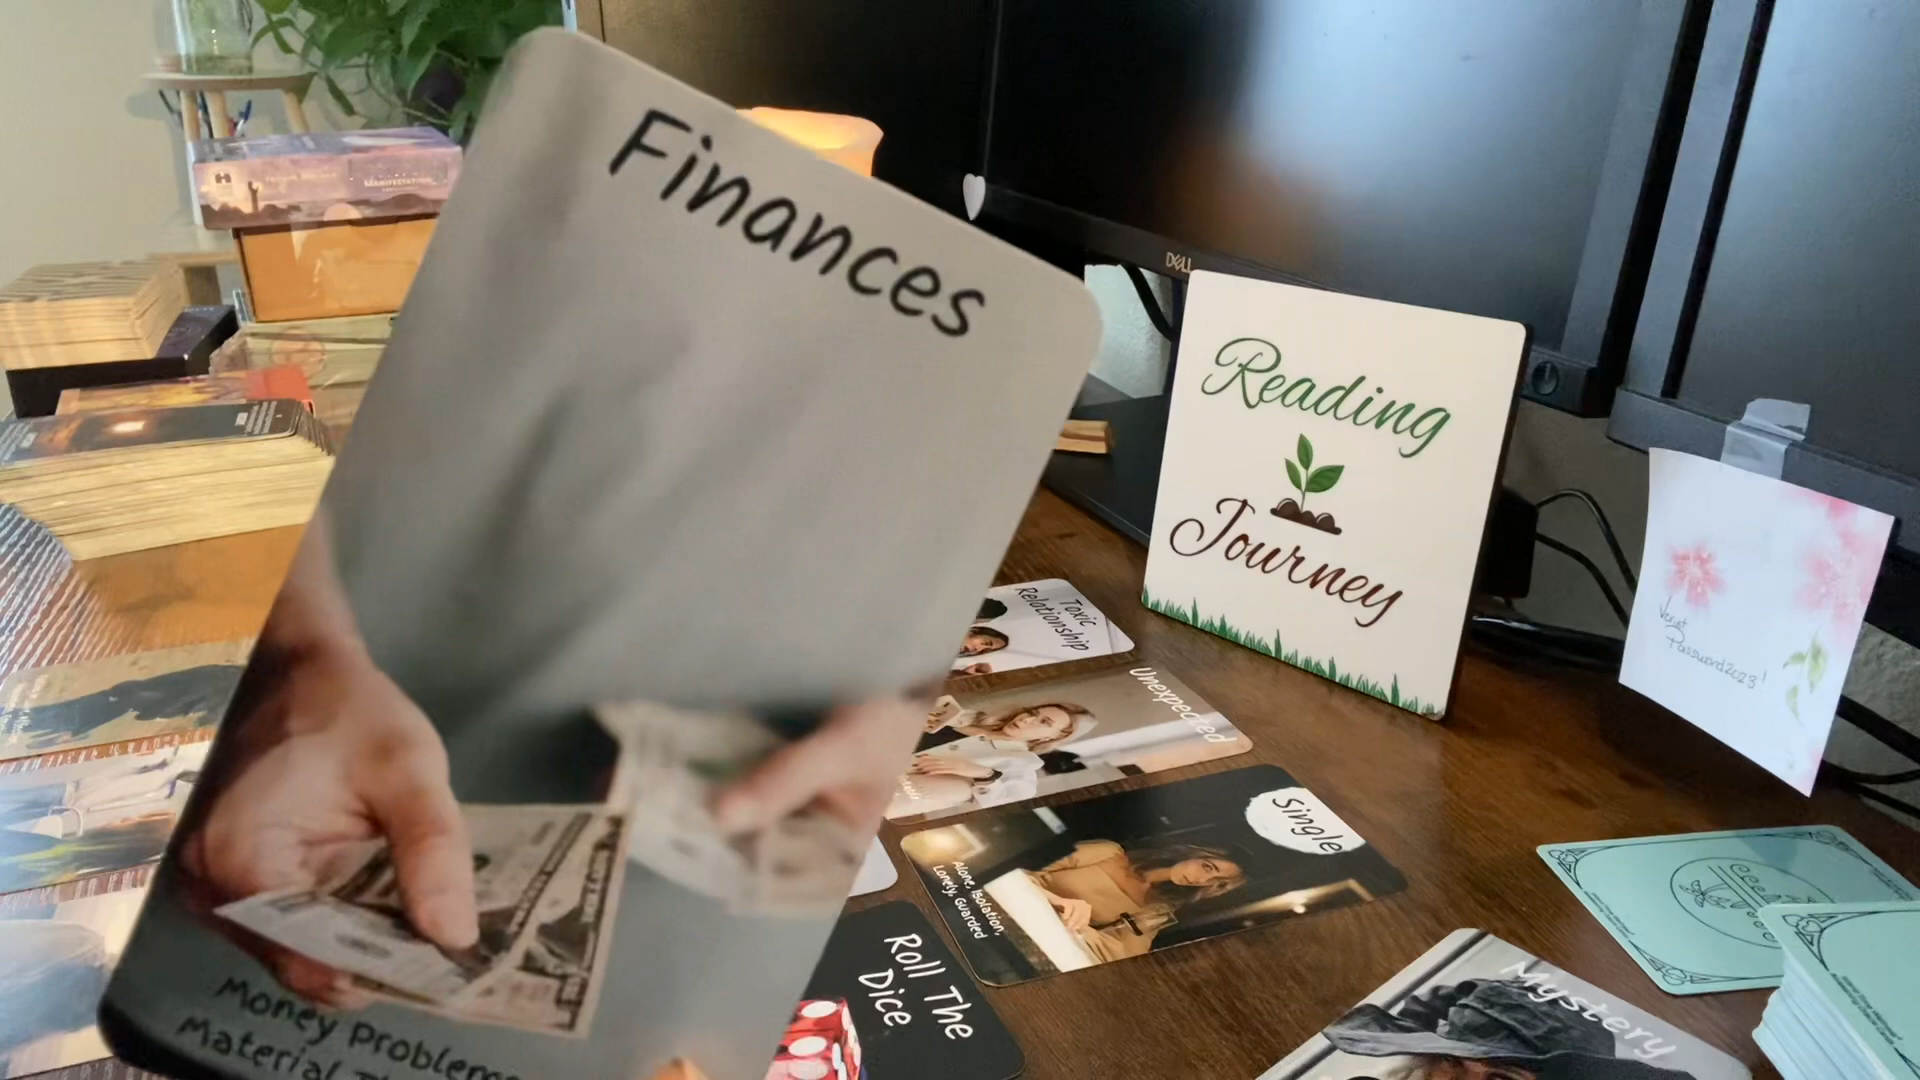 Finances
Money Problems
Material
MANIFESTATION
DELL
Reading
Journey
Toxic
Relationship
Unexpected
Single
Alone, Isolation,
Lonely, Guarded
Roll The
Dice
Mystery
Password2023!